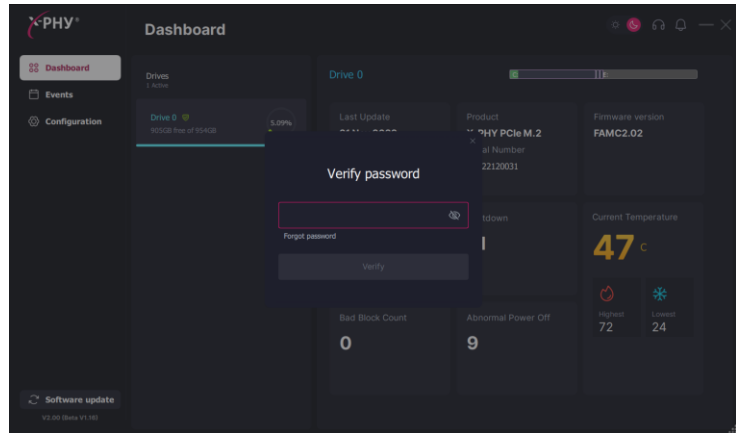 X-PHY®
Dashboard
Dashboard
Events
Configuration
Software update
Drives
1 Active
Drive 0
905GB free of 954GB
5.09%
Drive 0
C:
E:
Last Update
Product
X-PHY PCIe M.2
Serial Number
22120031
Firmware version
FAMC2.02
Verify password
Forgot password
Verify
Current Temperature
47 C
Highest
72
Lowest
24
Bad Block Count
0
Abnormal Power Off
9